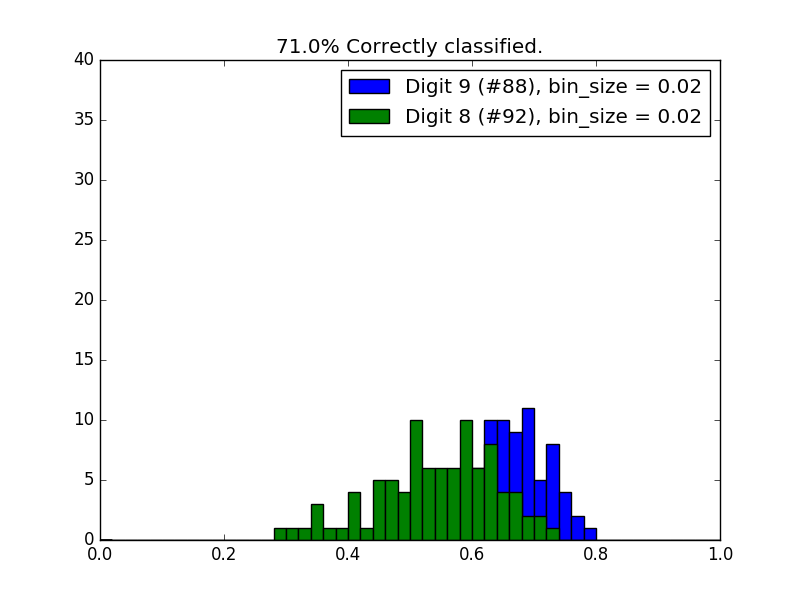 71.0% Correctly classified.
40
35
30
25
20
15
10
5
0
Digit 9 (#88), bin_size = 0.02
Digit 8 (#92), bin_size = 0.02
0.0 0.2 0.4 0.6 0.8 1.0